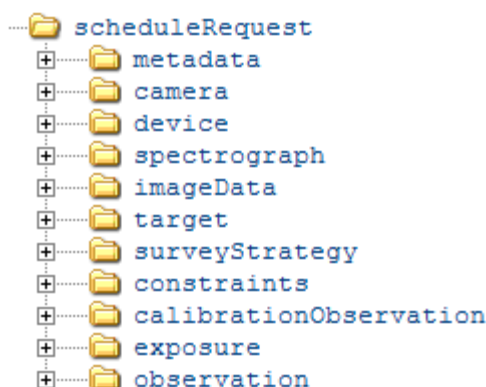 scheduleRequest
metadata
camera
device
spectrograph
imageData
target
surveyStrategy
constraints
calibrationObservation
exposure
observation